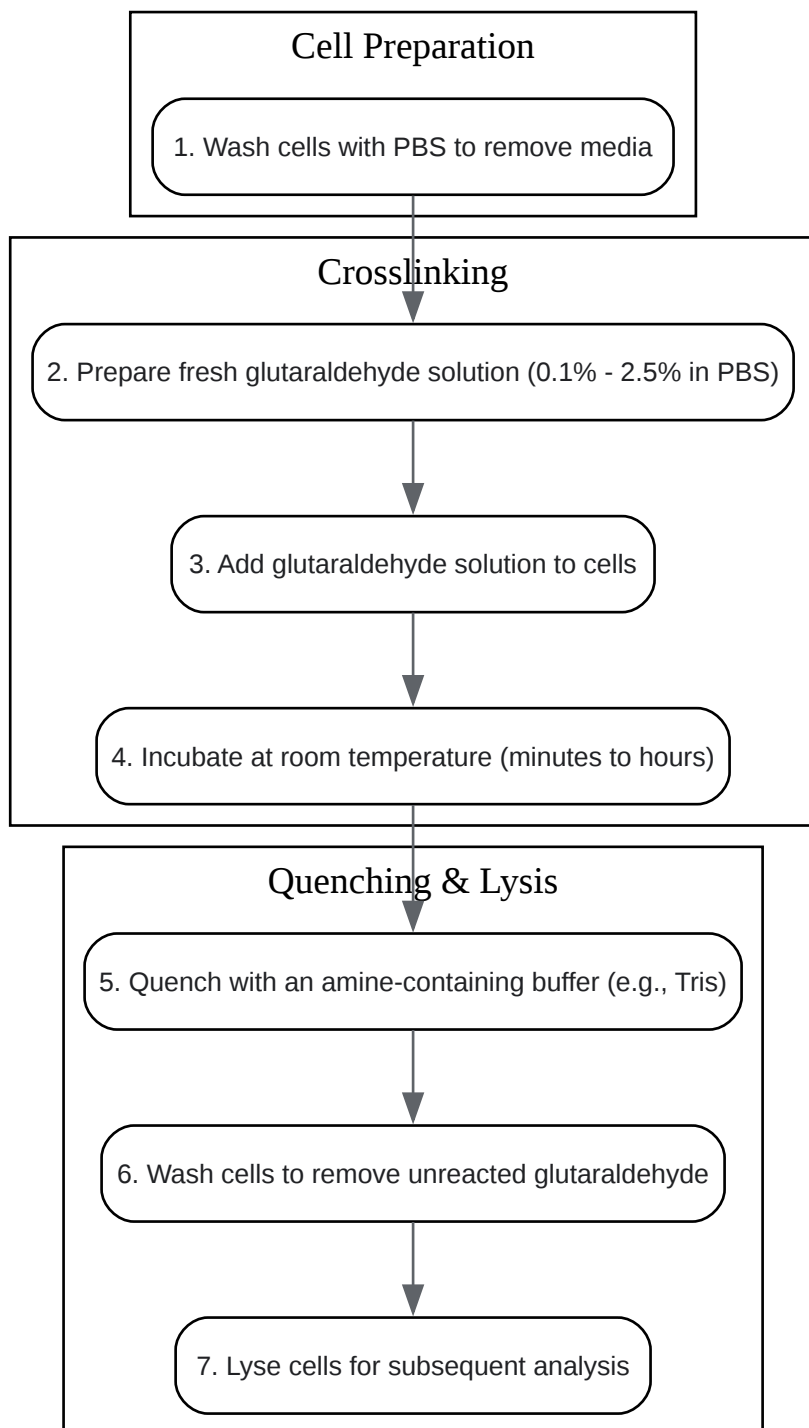 Cell Preparation
1. Wash cells with PBS to remove media
Crosslinking
2. Prepare fresh glutaraldehyde solution (0.1% - 2.5% in PBS)
3. Add glutaraldehyde solution to cells
4. Incubate at room temperature (minutes to hours)
Quenching & Lysis
5. Quench with an amine-containing buffer (e.g., Tris)
6. Wash cells to remove unreacted glutaraldehyde
7. Lyse cells for subsequent analysis